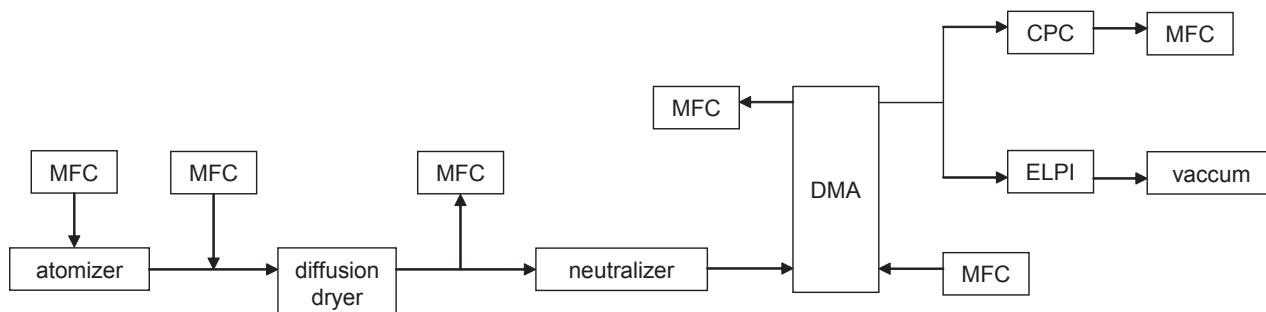 CPC
MFC
MFC
MFC
MFC
MFC
ELPI
vaccum
DMA
atomizer
diffusion
dryer
neutralizer
MFC